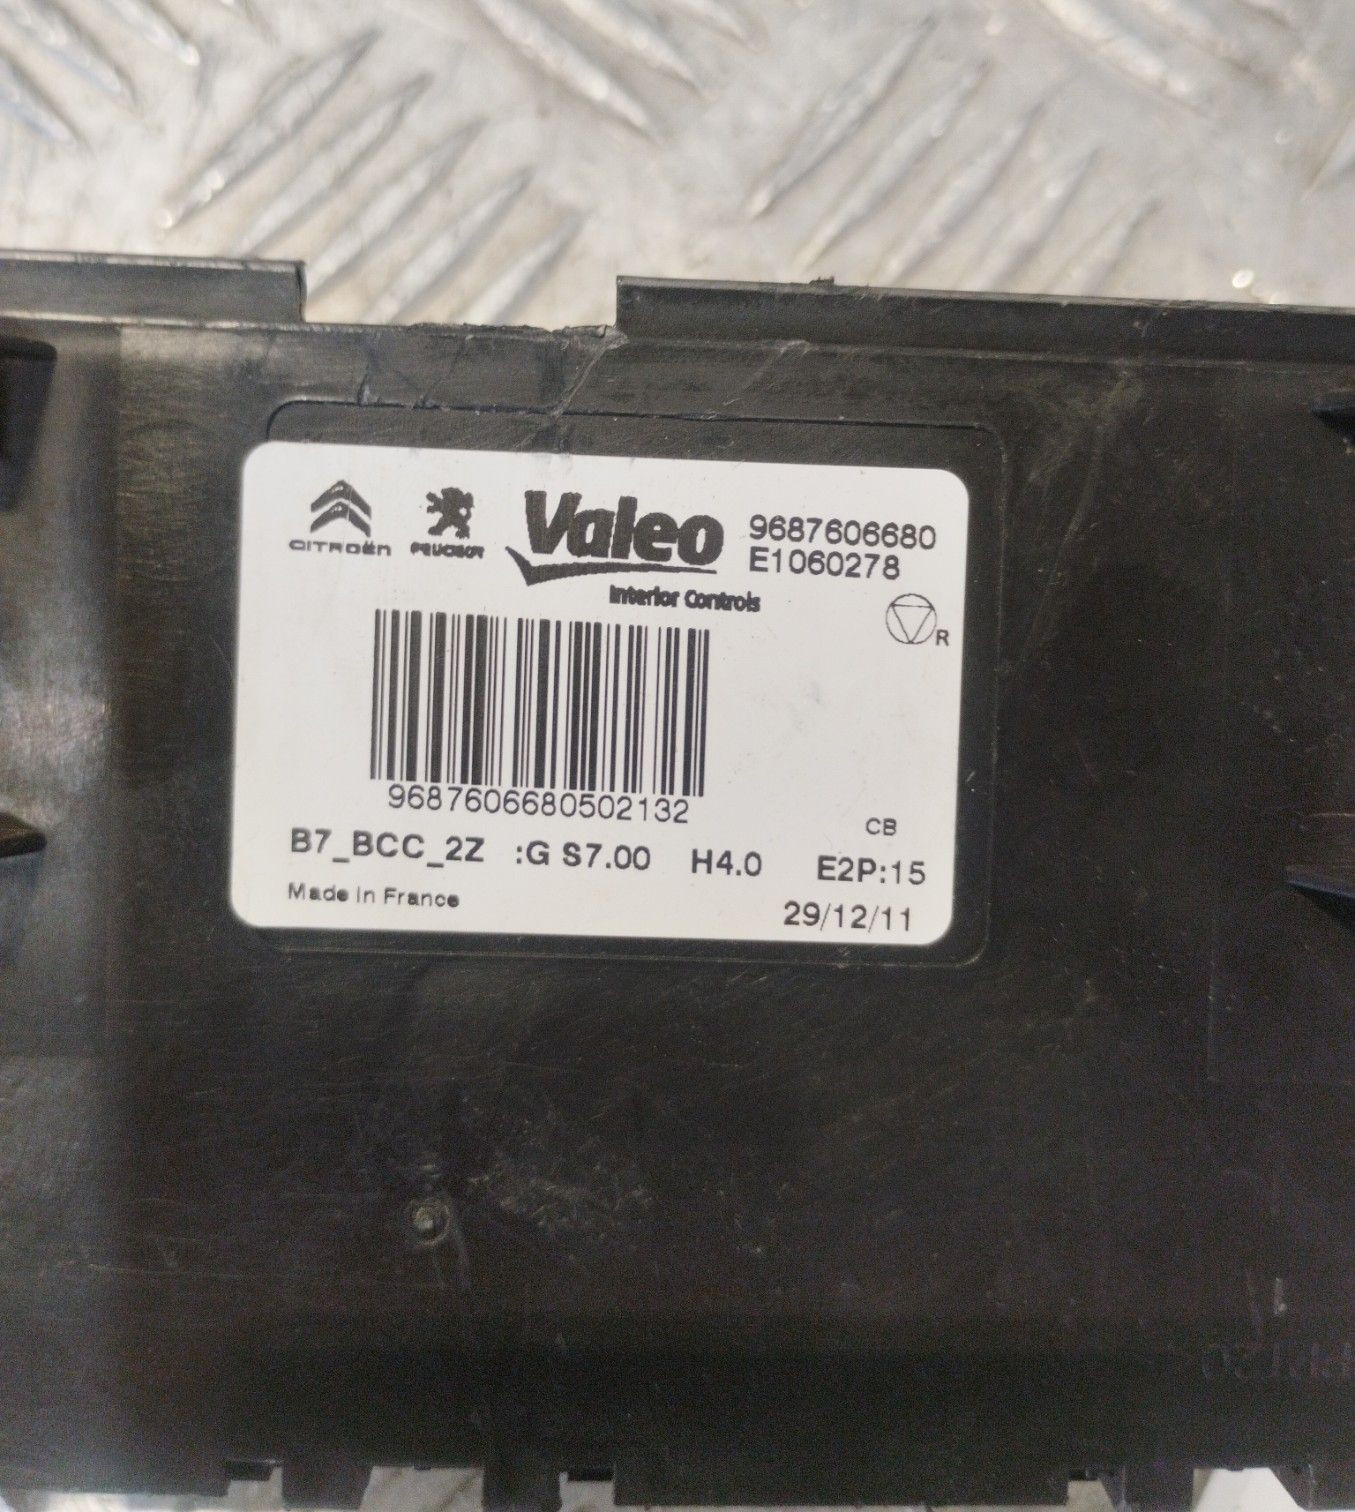 CITROËN PEUGEOT Valeo 9687606680
E1060278
Interior Controls
R
9687606680502132
CB
B7_BCC_2Z :G S7.00 H4.0 E2P:15
Made in France
29/12/11